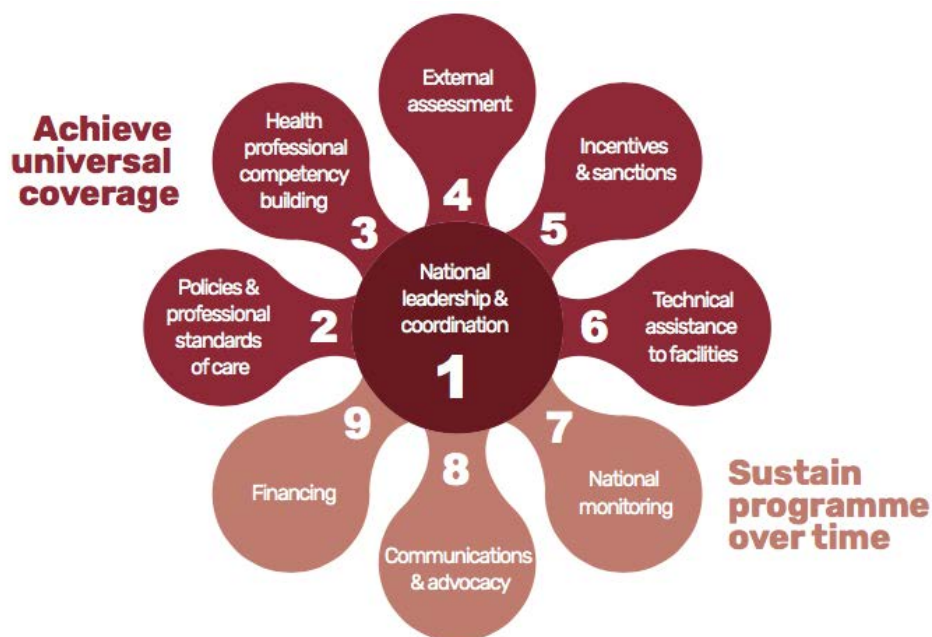 Achieve
universal
coverage
National
leadership &
coordination
1
Policies &
professional
standards
of care
2
Health
professional
competency
building
3
External
assessment
4
Incentives
& sanctions
5
Technical
assistance
to facilities
6
National
monitoring
7
Communications
& advocacy
8
Financing
9
Sustain
programme
over time